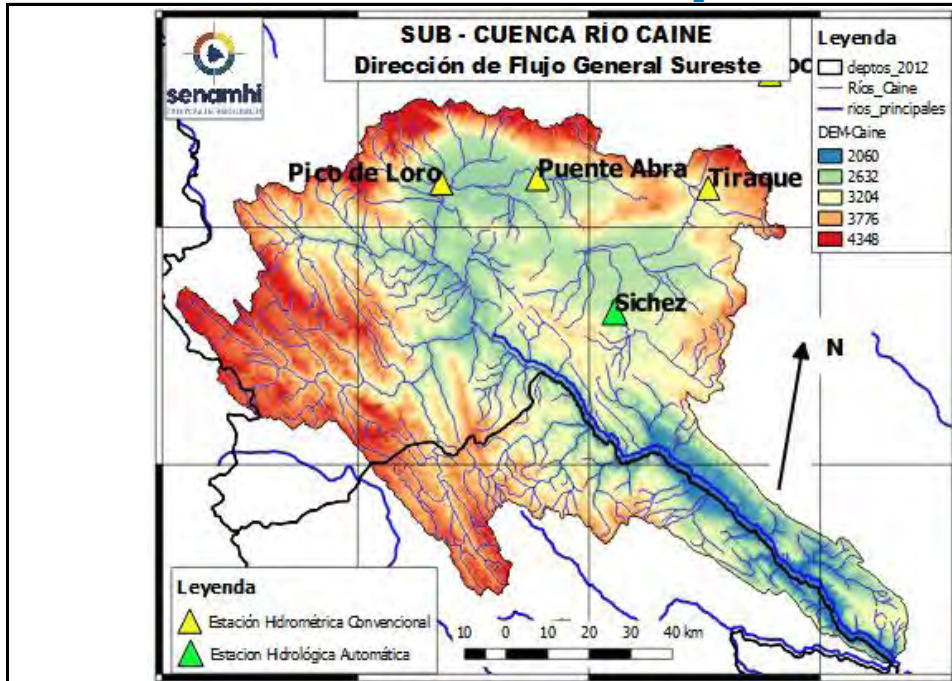 SUB - CUENCA RÍO CAINE
Dirección de Flujo General Sureste
senamhi
Leyenda
deptos_2012
Ríos_Caine
rios_principales
DEM-Caine
2060
2632
3204
3776
4348
Pico de Loro
Puente Abra
Tiraque
Sichez
N
Leyenda
Estación Hidrométrica Convencional
Estacion Hidrológica Automática
10 0 10 20 30 40 km